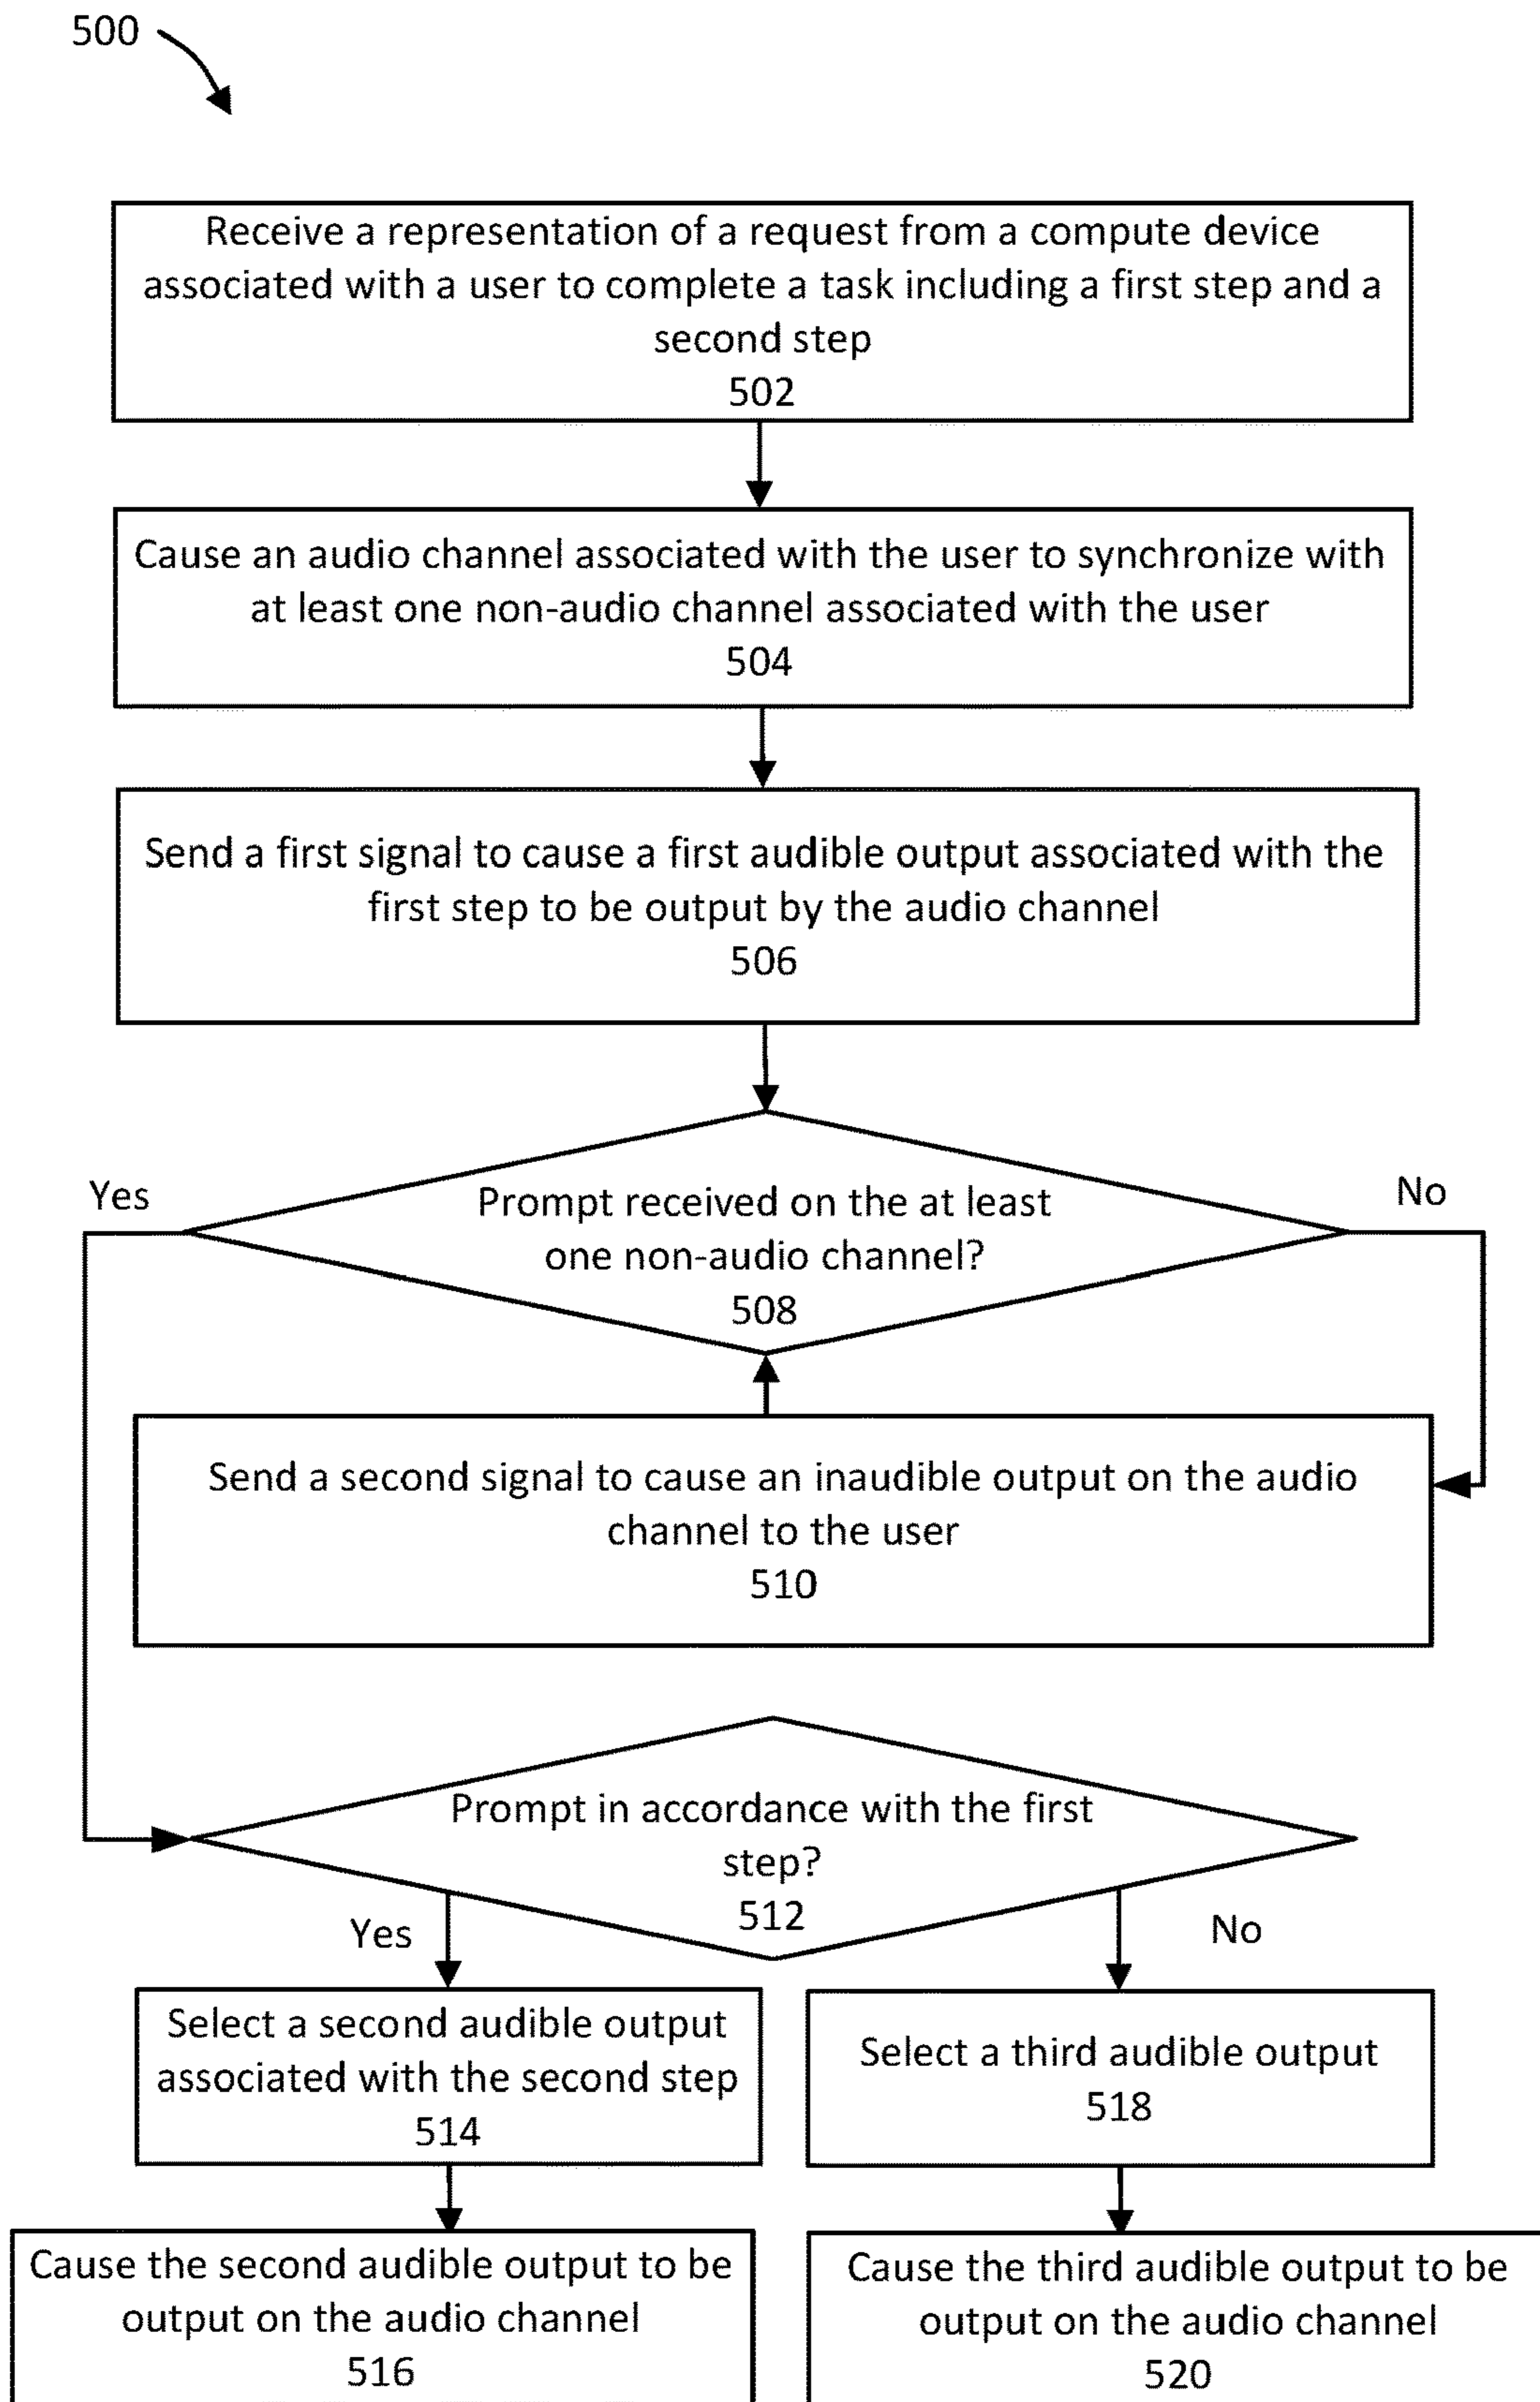 500
Receive a representation of a request from a compute device
associated with a user to complete a task including a first step and a
second step
502
Cause an audio channel associated with the user to synchronize with
at least one non-audio channel associated with the user
504
Send a first signal to cause a first audible output associated with the
first step to be output by the audio channel
506
Yes
No
Prompt received on the at least
one non-audio channel?
508
Send a second signal to cause an inaudible output on the audio
channel to the user
510
Prompt in accordance with the first
step?
512
Yes
No
Select a second audible output
associated with the second step
514
Select a third audible output
518
Cause the second audible output to be
output on the audio channel
516
Cause the third audible output to be
output on the audio channel
520